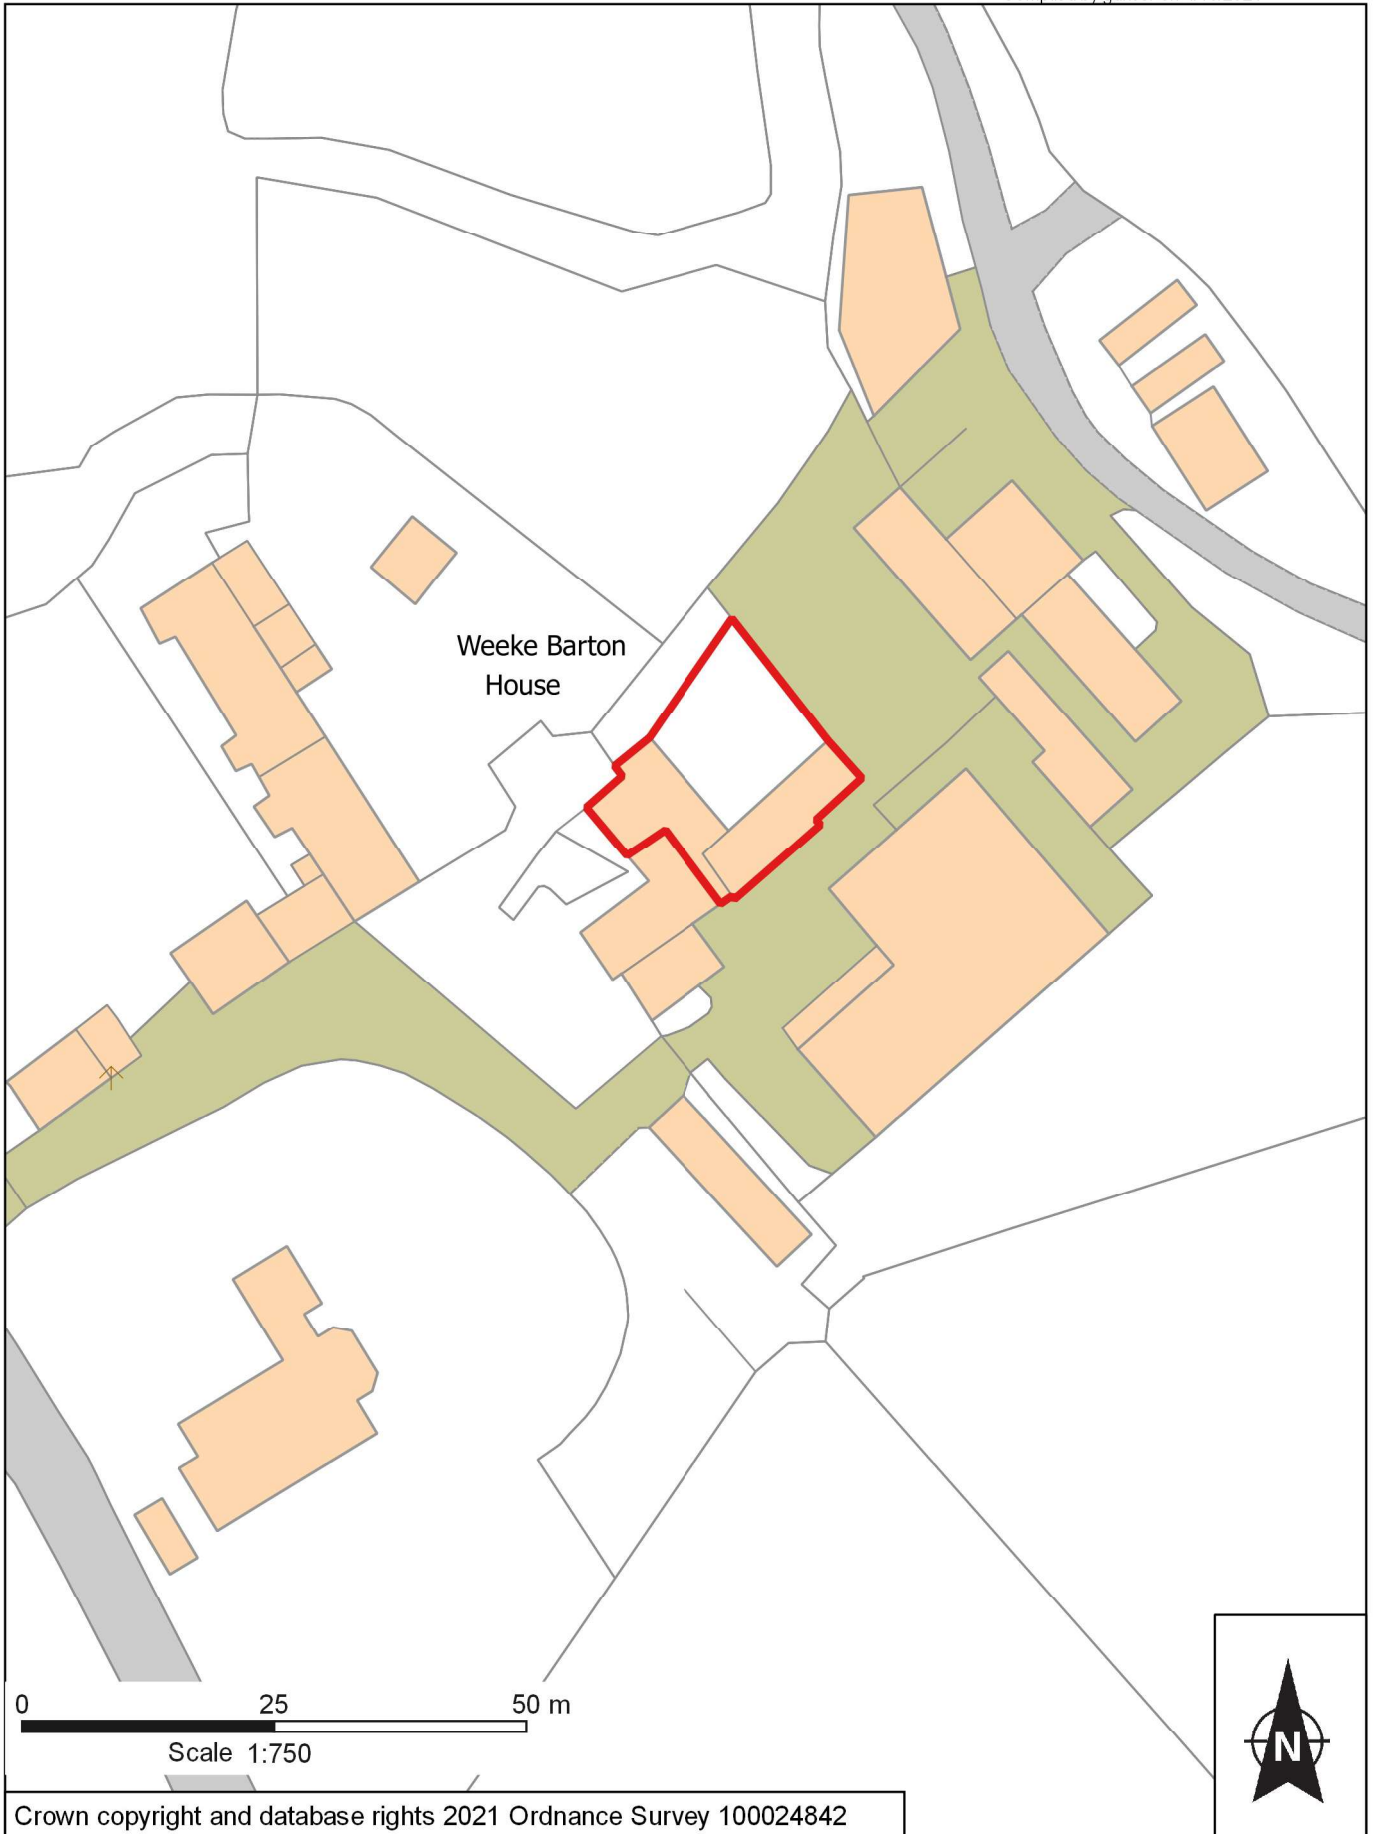 Weeke Barton
House
0 25 50 m
Scale 1:750
N
Crown copyright and database rights 2021 Ordnance Survey 100024842